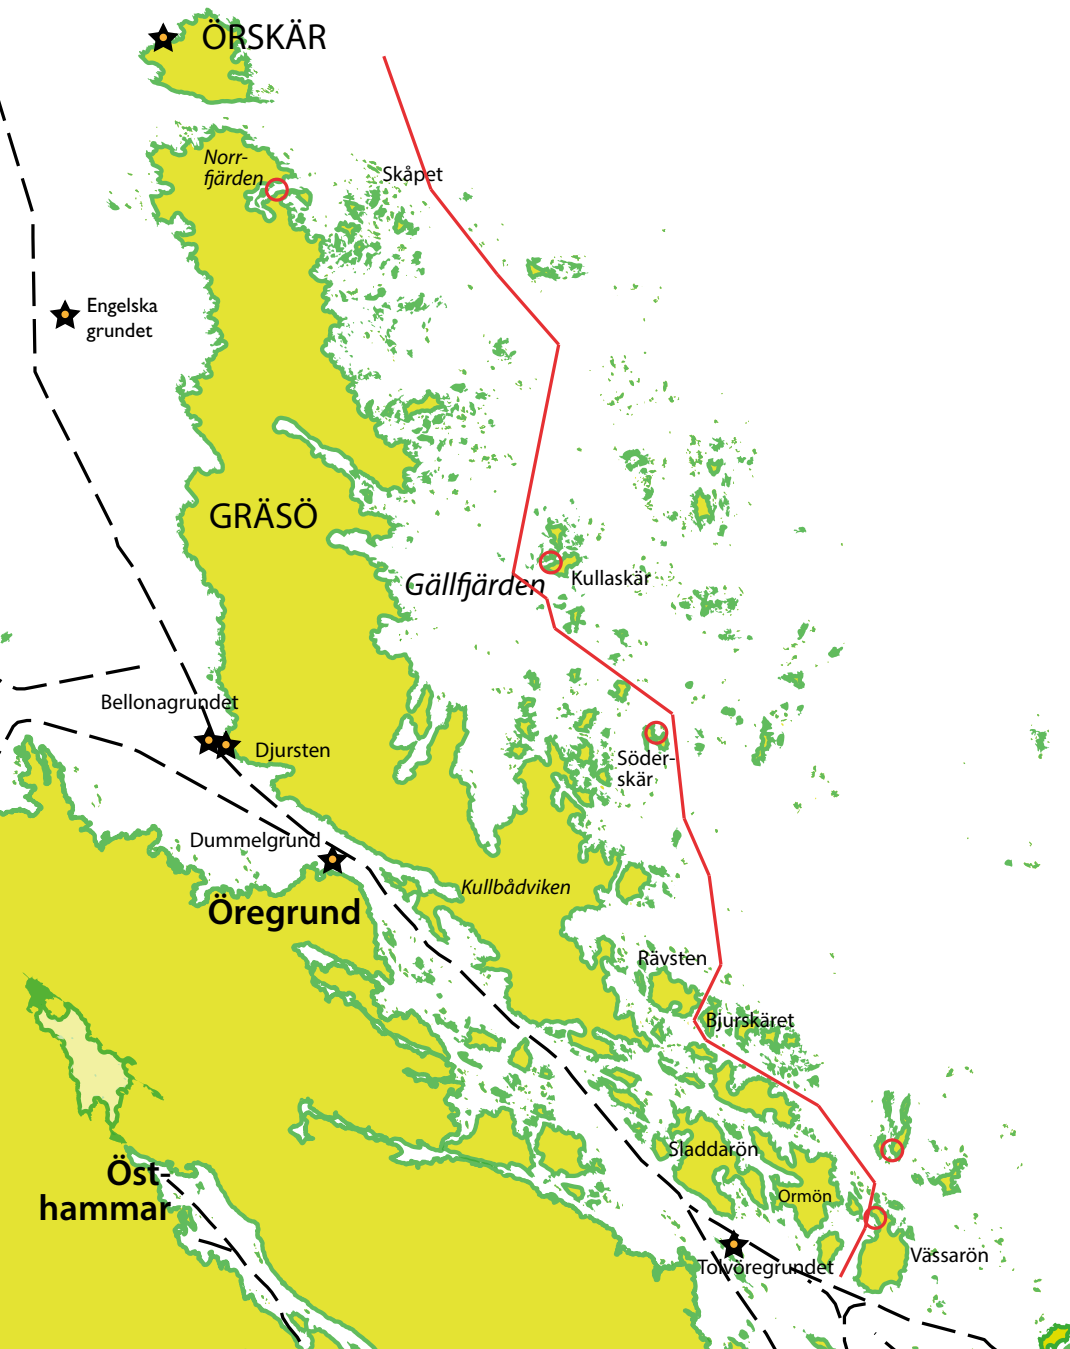 ÖRSKÄR
Norr-
fjärden
Skåpet
Engelska
grundet
GRÄSÖ
Gällfjärden
Kullaskär
Bellonagrundet
Djursten
Söder-
skär
Dummelgrund
Kullbådviken
Öregrund
Rävsten
Bjurskäret
Sladdarön
Öst-
hammar
Ormön
Vässarön
Tolvöregrundet